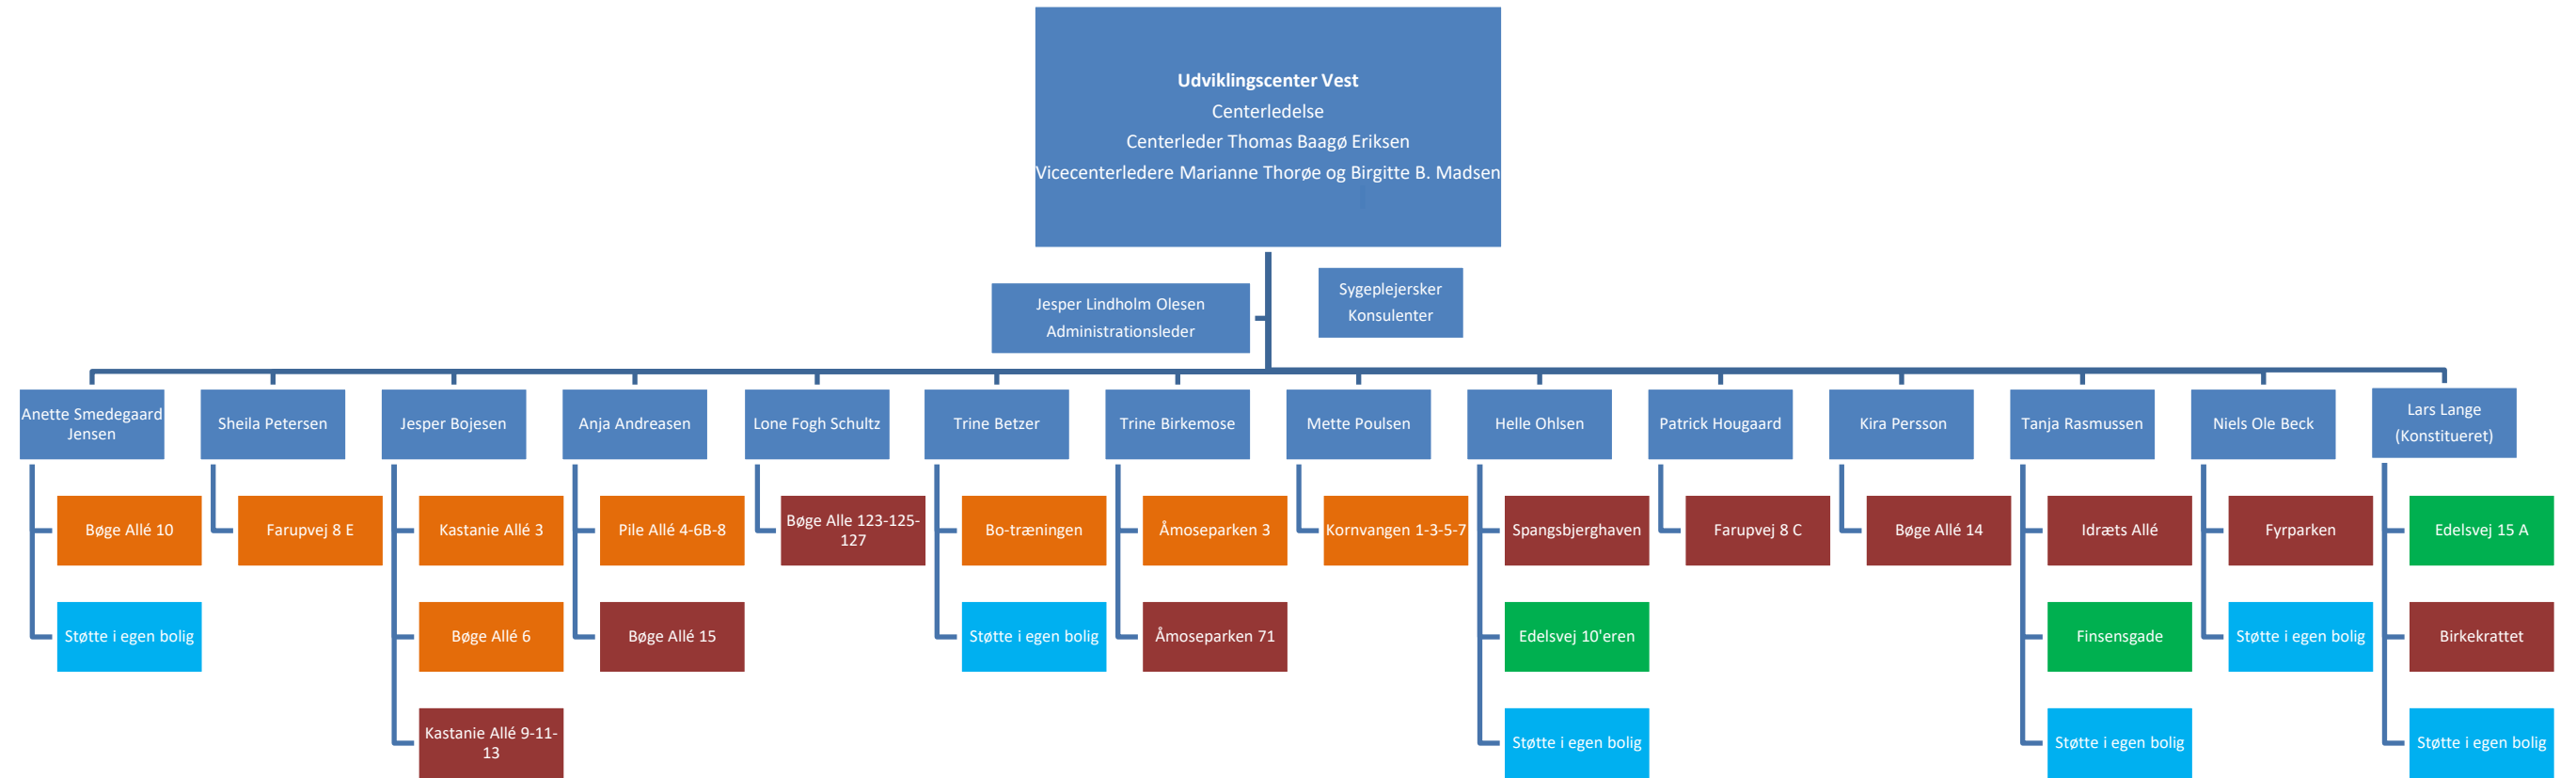 Udviklingscenter Vest
Centerledelse
Centerleder Thomas Baagø Eriksen
Vicecenterledere Marianne Thorøe og Birgitte B. Madsen
Jesper Lindholm Olesen
Administrationsleder
Sygeplejersker
Konsulenter
Anette Smedegaard
Jensen
Bøge Allé 10
Støtte i egen bolig
Sheila Petersen
Farupvej 8 E
Jesper Bojesen
Kastanie Allé 3
Bøge Allé 6
Kastanie Allé 9-11-
13
Anja Andreasen
Pile Allé 4-6B-8
Bøge Allé 15
Lone Fogh Schultz
Bøge Alle 123-125-
127
Trine Betzer
Bo-træningen
Støtte i egen bolig
Trine Birkemose
Åmoseparken 3
Åmoseparken 71
Mette Poulsen
Kornvangen 1-3-5-7
Helle Ohlsen
Spangsbjerghaven
Edelsvej 10'eren
Støtte i egen bolig
Patrick Hougaard
Farupvej 8 C
Kira Persson
Bøge Allé 14
Tanja Rasmussen
Idræts Allé
Finsensgade
Støtte i egen bolig
Niels Ole Beck
Fyrparken
Støtte i egen bolig
Lars Lange
(Konstitueret)
Edelsvej 15 A
Birkekrattet
Støtte i egen bolig